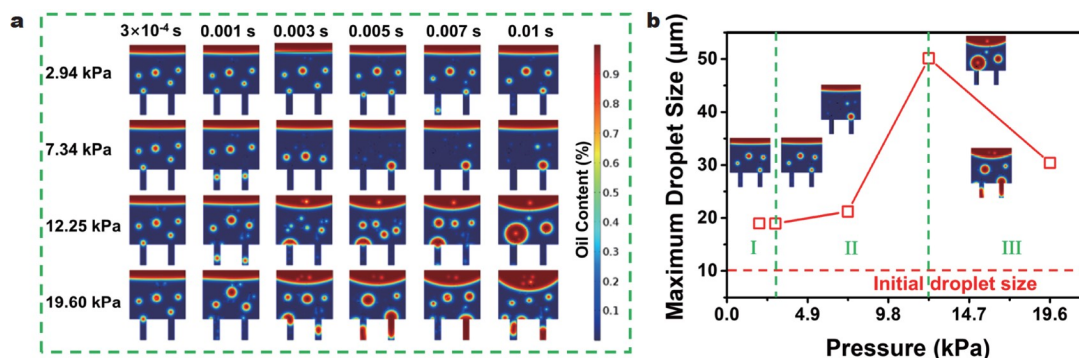 a
3×10⁻⁴ s 0.001 s 0.003 s 0.005 s 0.007 s 0.01 s
2.94 kPa
7.34 kPa
12.25 kPa
19.60 kPa
0.9
0.8
0.7
0.6
0.5
0.4
0.3
0.2
0.1
Oil Content (%)
b
Maximum Droplet Size (μm)
50
40
30
20
10
I II III
Initial droplet size
0.0 4.9 9.8 14.7 19.6
Pressure (kPa)